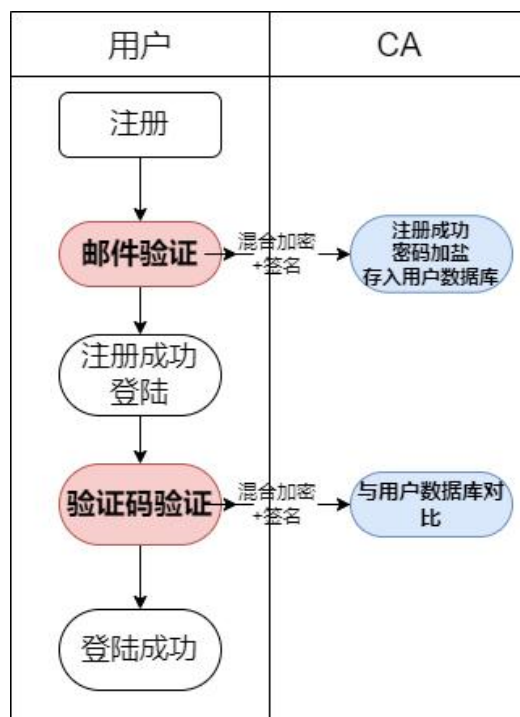 用户
CA
注册
邮件验证
混合加密
+签名
注册成功
密码加盐
存入用户数据库
注册成功
登陆
验证码验证
混合加密
+签名
与用户数据库对
比
登陆成功